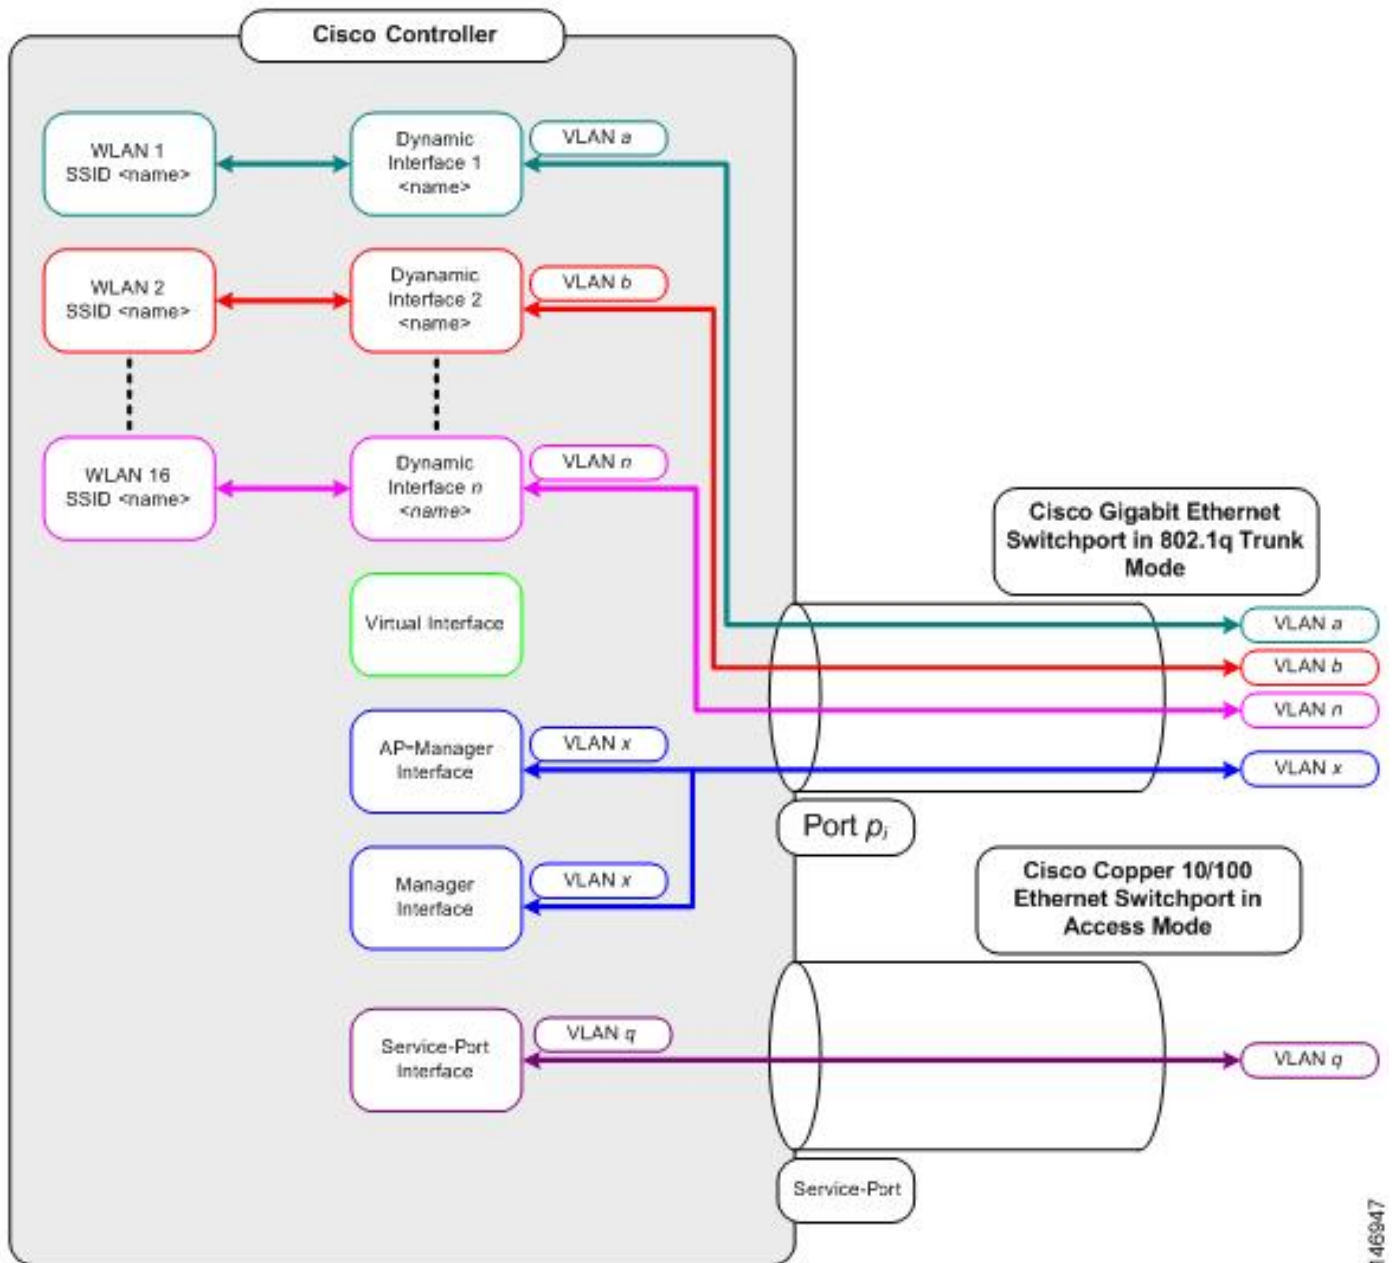 Cisco Controller
WLAN 1
SSID <name>
Dynamic
Interface 1
<name>
VLAN a
WLAN 2
SSID <name>
Dyanamic
Interface 2
<name>
VLAN b
WLAN 16
SSID <name>
Dynamic
Interface n
<name>
VLAN n
Virtual Interface
AP-Manager
Interface
VLAN x
Manager
Interface
VLAN x
Service-Port
Interface
VLAN q
Cisco Gigabit Ethernet
Switchport in 802.1q Trunk
Mode
VLAN a
VLAN b
VLAN n
VLAN x
Port pi
Cisco Copper 10/100
Ethernet Switchport in
Access Mode
VLAN q
Service-Port
146947